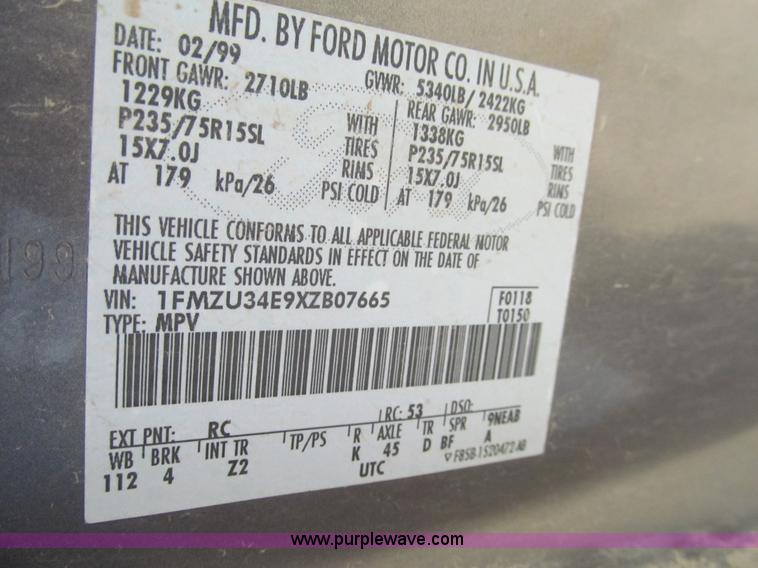 MFD. BY FORD MOTOR CO. IN U.S.A.
DATE: 02/99 GVWR: 5340LB/ 2422KG
FRONT GAWR: 2710LB REAR GAWR: 2950LB
1229KG WITH 1338KG WITH
P235/75R15SL TIRES P235/75R15SL TIRES
15X7.0J RIMS 15X7.0J RIMS
AT 179 kPa/26 PSI COLD AT 179 kPa/26 PSI COLD
THIS VEHICLE CONFORMS TO ALL APPLICABLE FEDERAL MOTOR
VEHICLE SAFETY STANDARDS IN EFFECT ON THE DATE OF
MANUFACTURE SHOWN ABOVE.
VIN: 1FMZU34E9XZB07665 F0118
TYPE: MPV T0150
EXT PNT: RC RC: 53 DSO: 9NEAB
WB BRK INT TR TP/PS R AXLE TR SPR A
112 4 Z2 K 45 D BF
UTC ▽ F85B-1520472-AB
199
www.purplewave.com